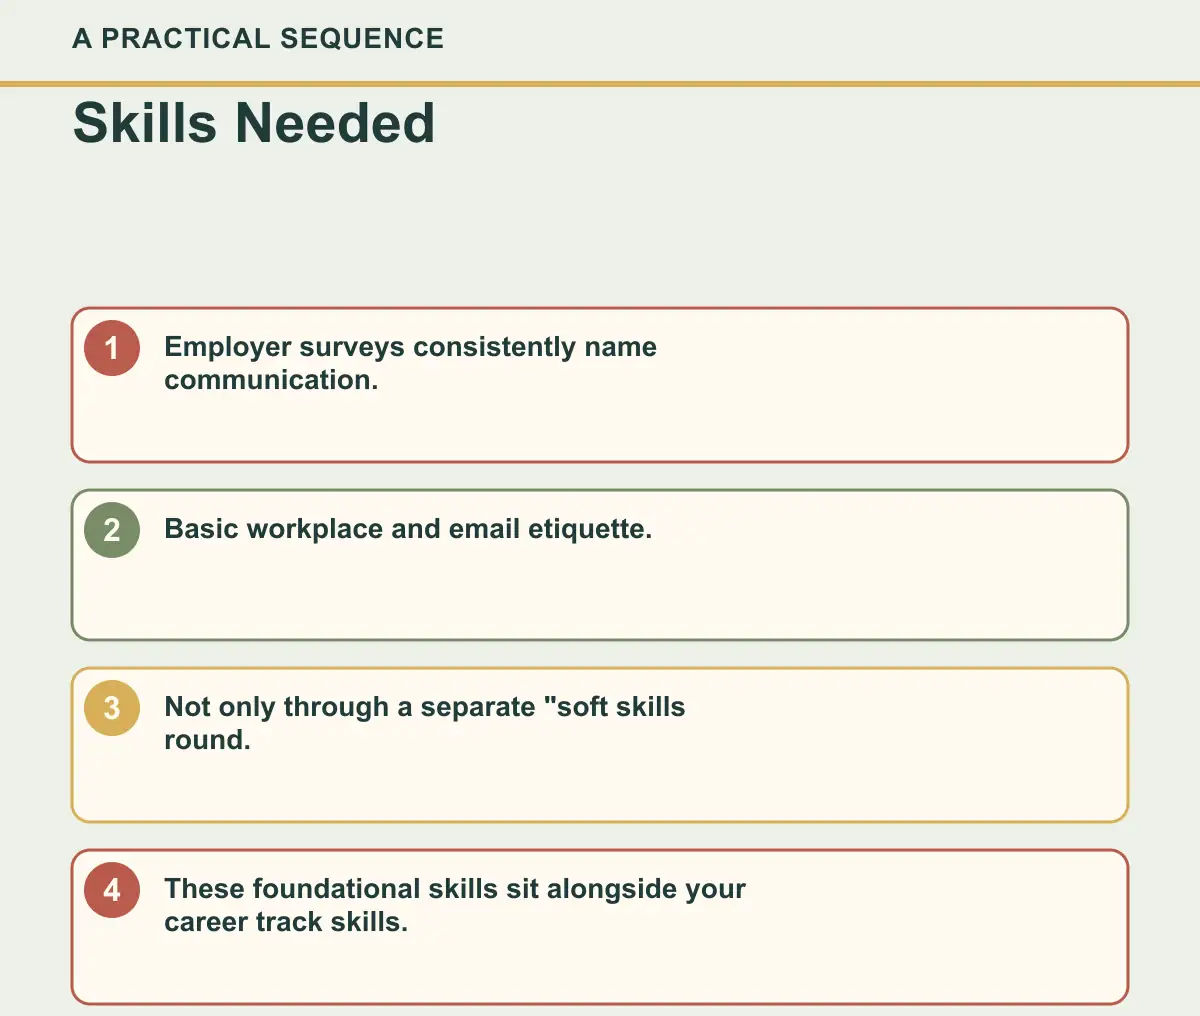 A PRACTICAL SEQUENCE
Skills Needed
1
Employer surveys consistently name
communication.
2
Basic workplace and email etiquette.
3
Not only through a separate "soft skills
round.
4
These foundational skills sit alongside your
career track skills.